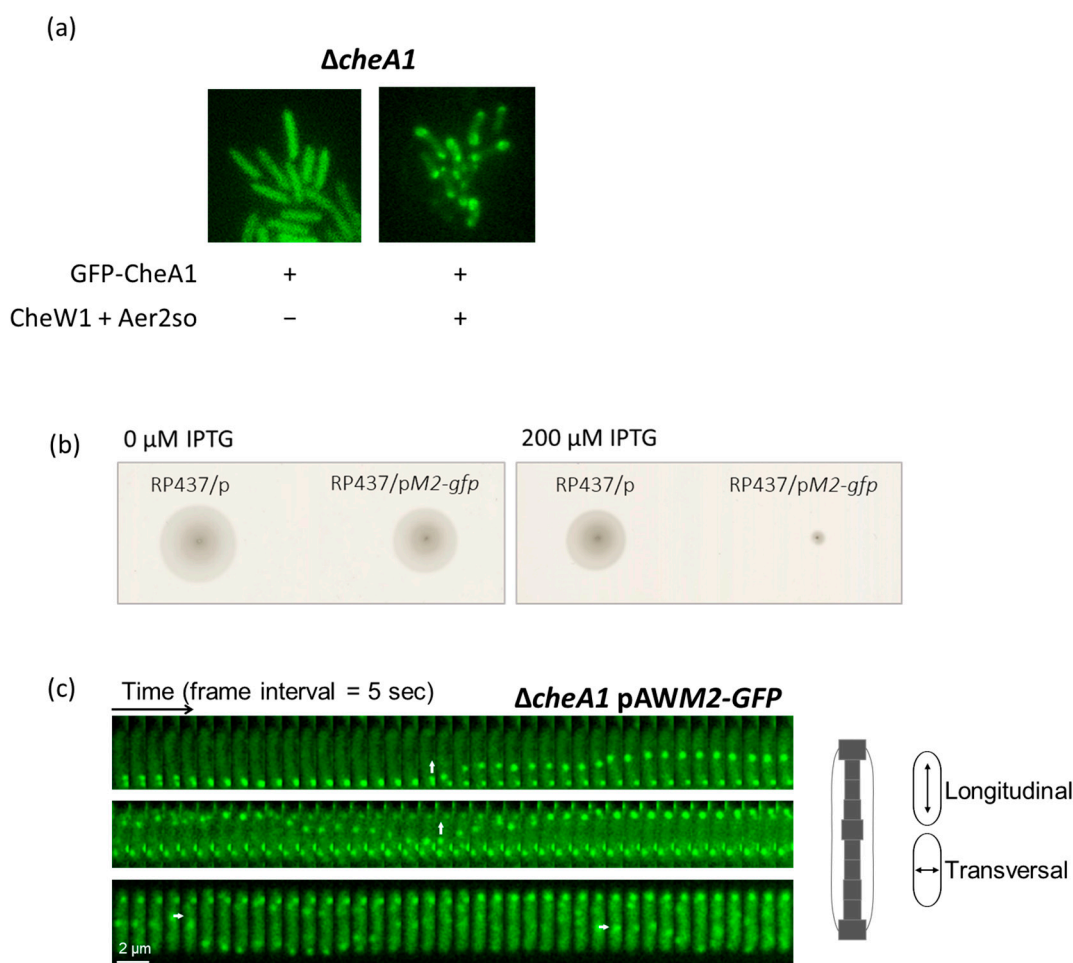 (a)
ΔcheA1
GFP-CheA1 + +
CheW1 + Aer2so − +
(b)
0 µM IPTG 200 µM IPTG
RP437/p RP437/pM2-gfp RP437/p RP437/pM2-gfp
(c)
Time (frame interval = 5 sec) ΔcheA1 pAWM2-GFP
Longitudinal
Transversal
2 µm